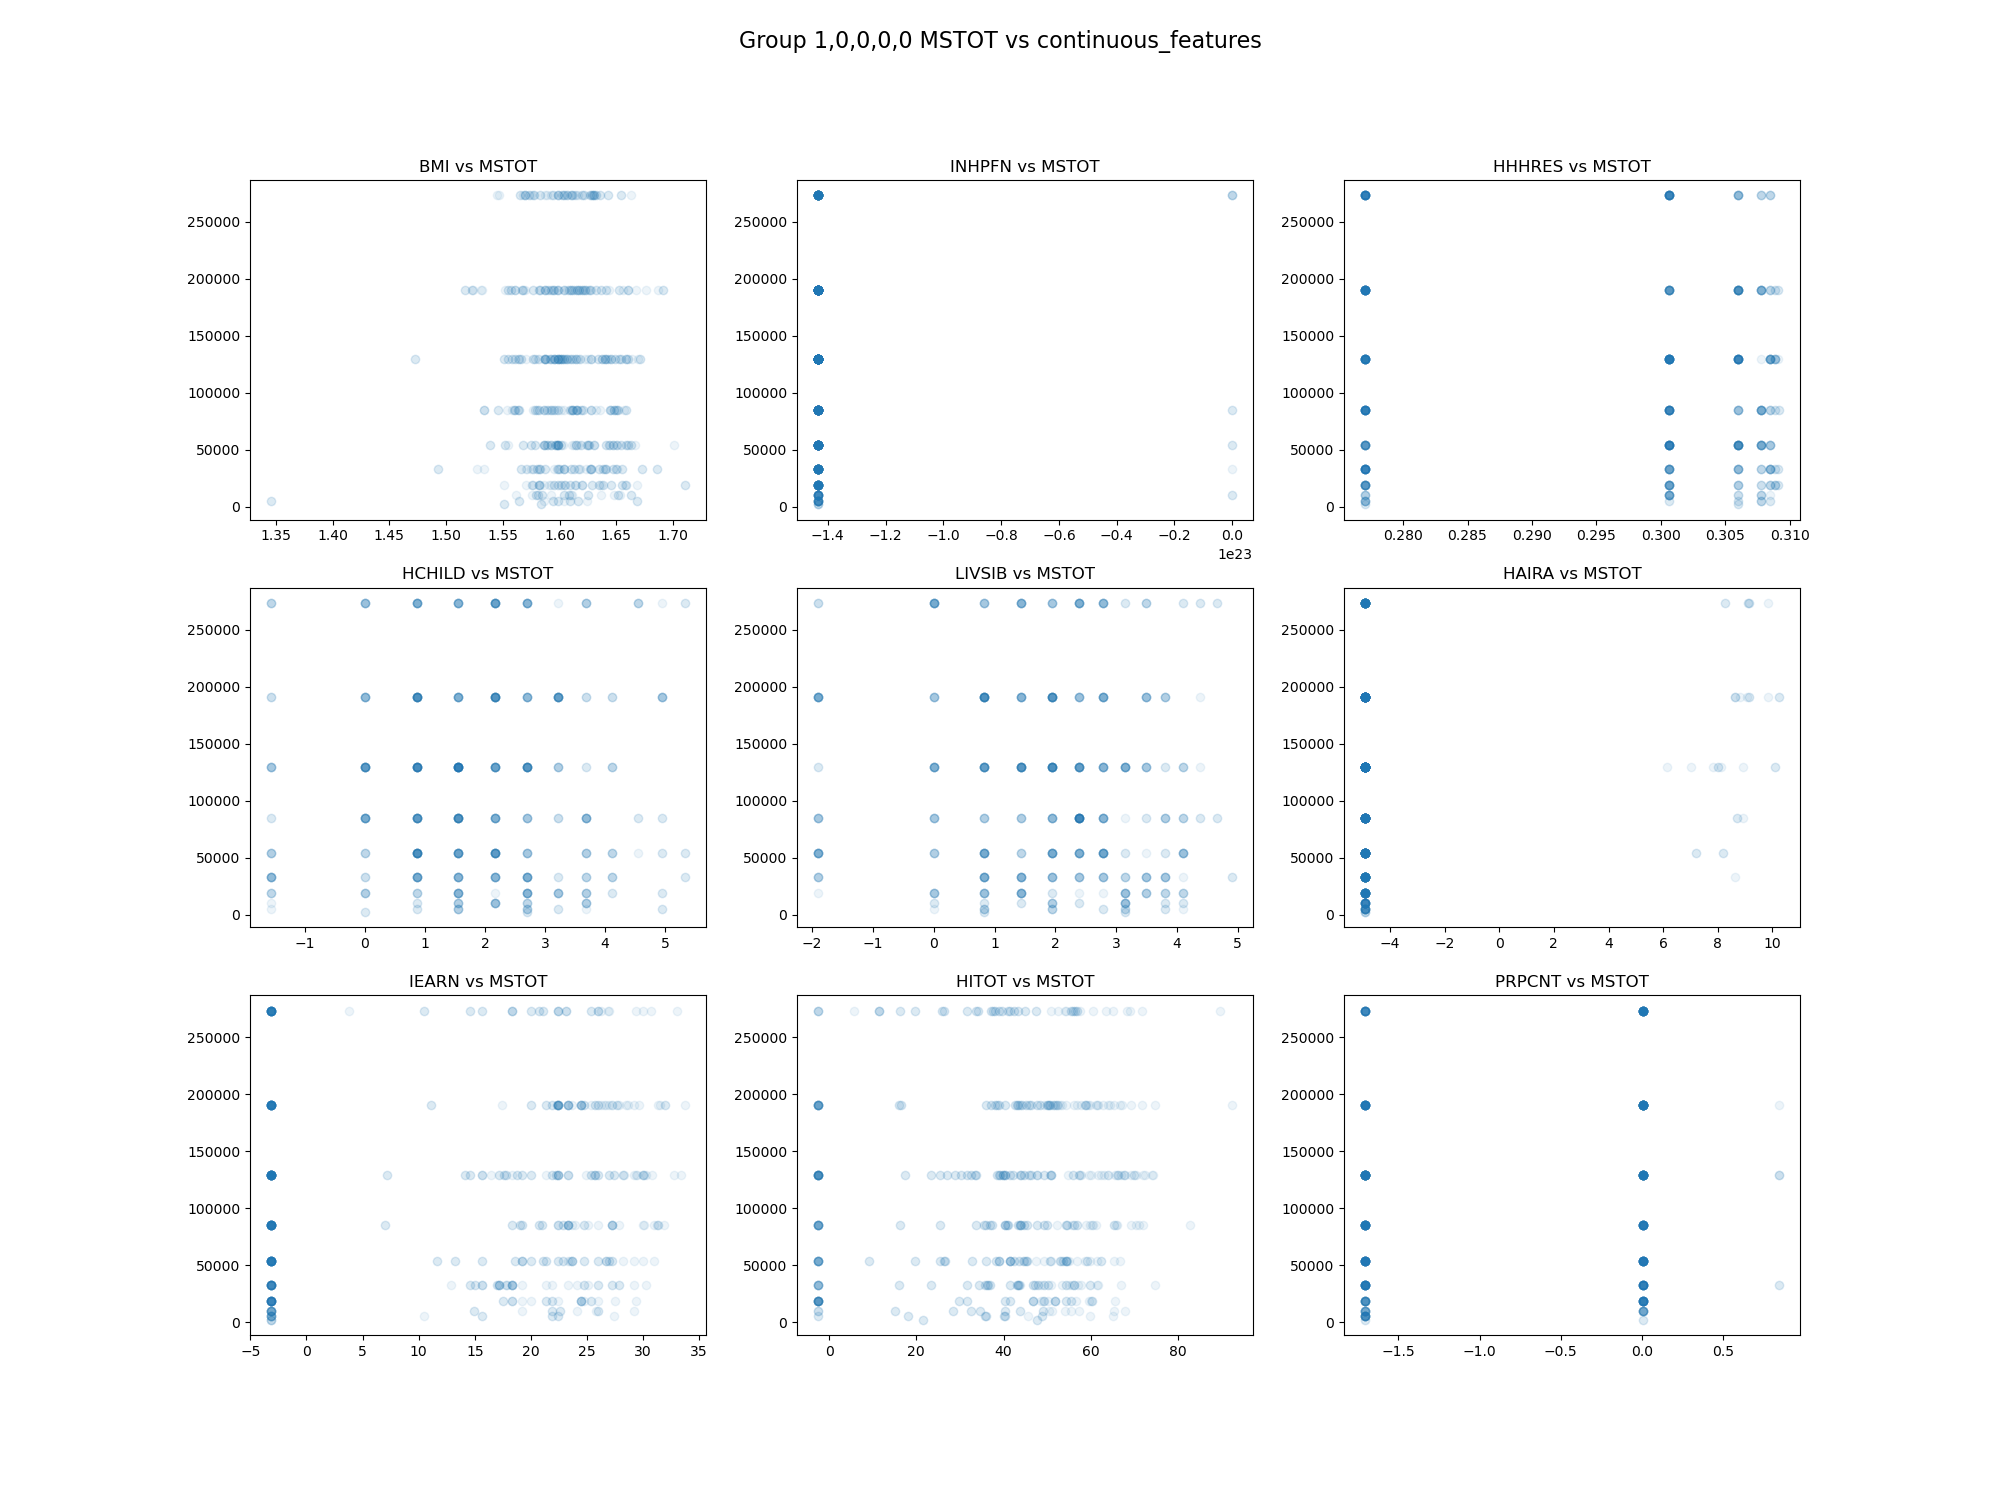 Group 1,0,0,0,0 MSTOT vs continuous_features
BMI vs MSTOT
250000
200000
150000
100000
50000
0
1.35 1.40 1.45 1.50 1.55 1.60 1.65 1.70
INHPFN vs MSTOT
250000
200000
150000
100000
50000
0
−1.4 −1.2 −1.0 −0.8 −0.6 −0.4 −0.2 0.0
1e23
HHHRES vs MSTOT
250000
200000
150000
100000
50000
0
0.280 0.285 0.290 0.295 0.300 0.305 0.310
HCHILD vs MSTOT
250000
200000
150000
100000
50000
0
−1 0 1 2 3 4 5
LIVSIB vs MSTOT
250000
200000
150000
100000
50000
0
−2 −1 0 1 2 3 4 5
HAIRA vs MSTOT
250000
200000
150000
100000
50000
0
−4 −2 0 2 4 6 8 10
IEARN vs MSTOT
250000
200000
150000
100000
50000
0
−5 0 5 10 15 20 25 30 35
HITOT vs MSTOT
250000
200000
150000
100000
50000
0
0 20 40 60 80
PRPCNT vs MSTOT
250000
200000
150000
100000
50000
0
−1.5 −1.0 −0.5 0.0 0.5